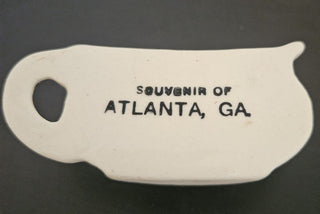 SOUVENIR OF
ATLANTA, GA.